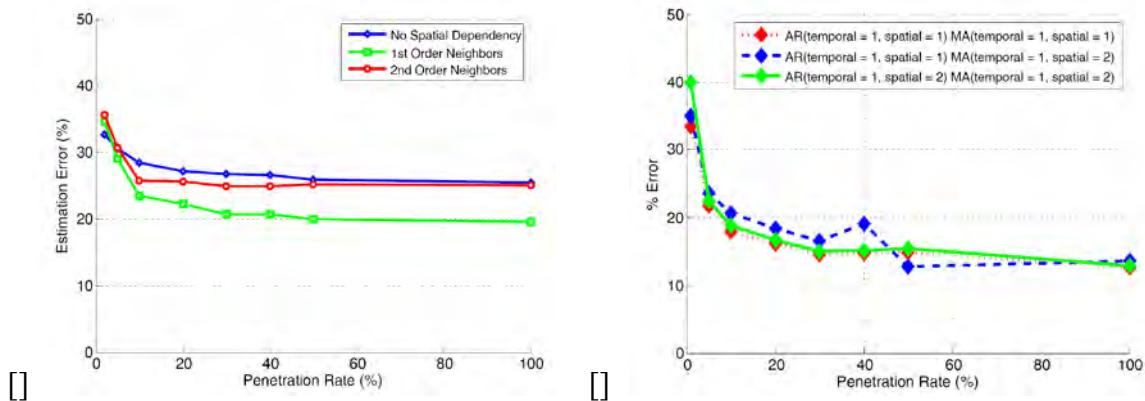 50
40
30
20
10
0
Estimation Error (%)
No Spatial Dependency
1st Order Neighbors
2nd Order Neighbors
0 20 40 60 80 100
Penetration Rate (%)
[]
50
40
30
20
10
0
% Error
AR(temporal = 1, spatial = 1) MA(temporal = 1, spatial = 1)
AR(temporal = 1, spatial = 1) MA(temporal = 1, spatial = 2)
AR(temporal = 1, spatial = 2) MA(temporal = 1, spatial = 2)
0 20 40 60 80 100
Penetration Rate (%)
[]